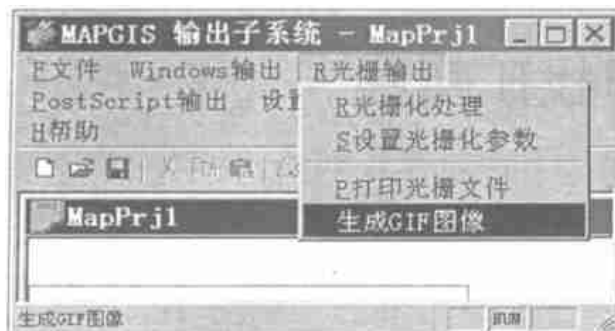 MAPGIS 输出子系统 - MapPrj1
F文件 Windows输出 R光栅输出
PostScript输出 设置
H帮助
R光栅化处理
S设置光栅化参数
P打印光栅文件
生成GIF图像
MapPrj1
生成GIF图像 NUM